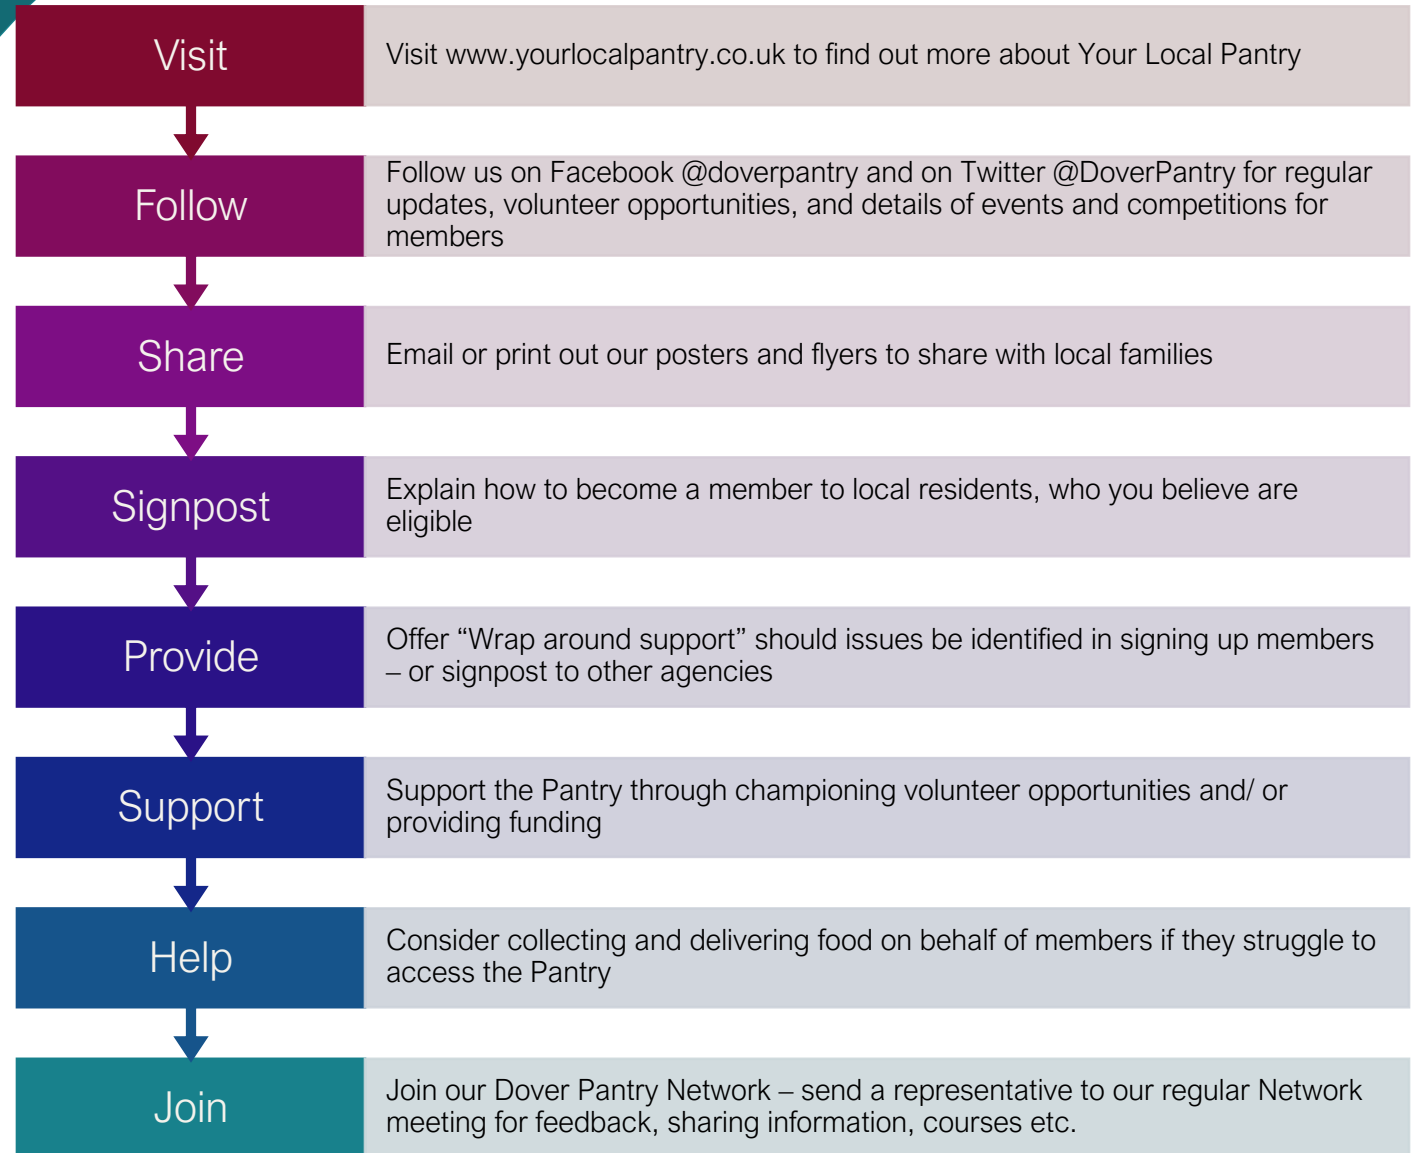 Visit
Visit www.yourlocalpantry.co.uk to find out more about Your Local Pantry
Follow
Follow us on Facebook @doverpantry and on Twitter @DoverPantry for regular
updates, volunteer opportunities, and details of events and competitions for
members
Share
Email or print out our posters and flyers to share with local families
Signpost
Explain how to become a member to local residents, who you believe are
eligible
Provide
Offer “Wrap around support” should issues be identified in signing up members
– or signpost to other agencies
Support
Support the Pantry through championing volunteer opportunities and/ or
providing funding
Help
Consider collecting and delivering food on behalf of members if they struggle to
access the Pantry
Join
Join our Dover Pantry Network – send a representative to our regular Network
meeting for feedback, sharing information, courses etc.